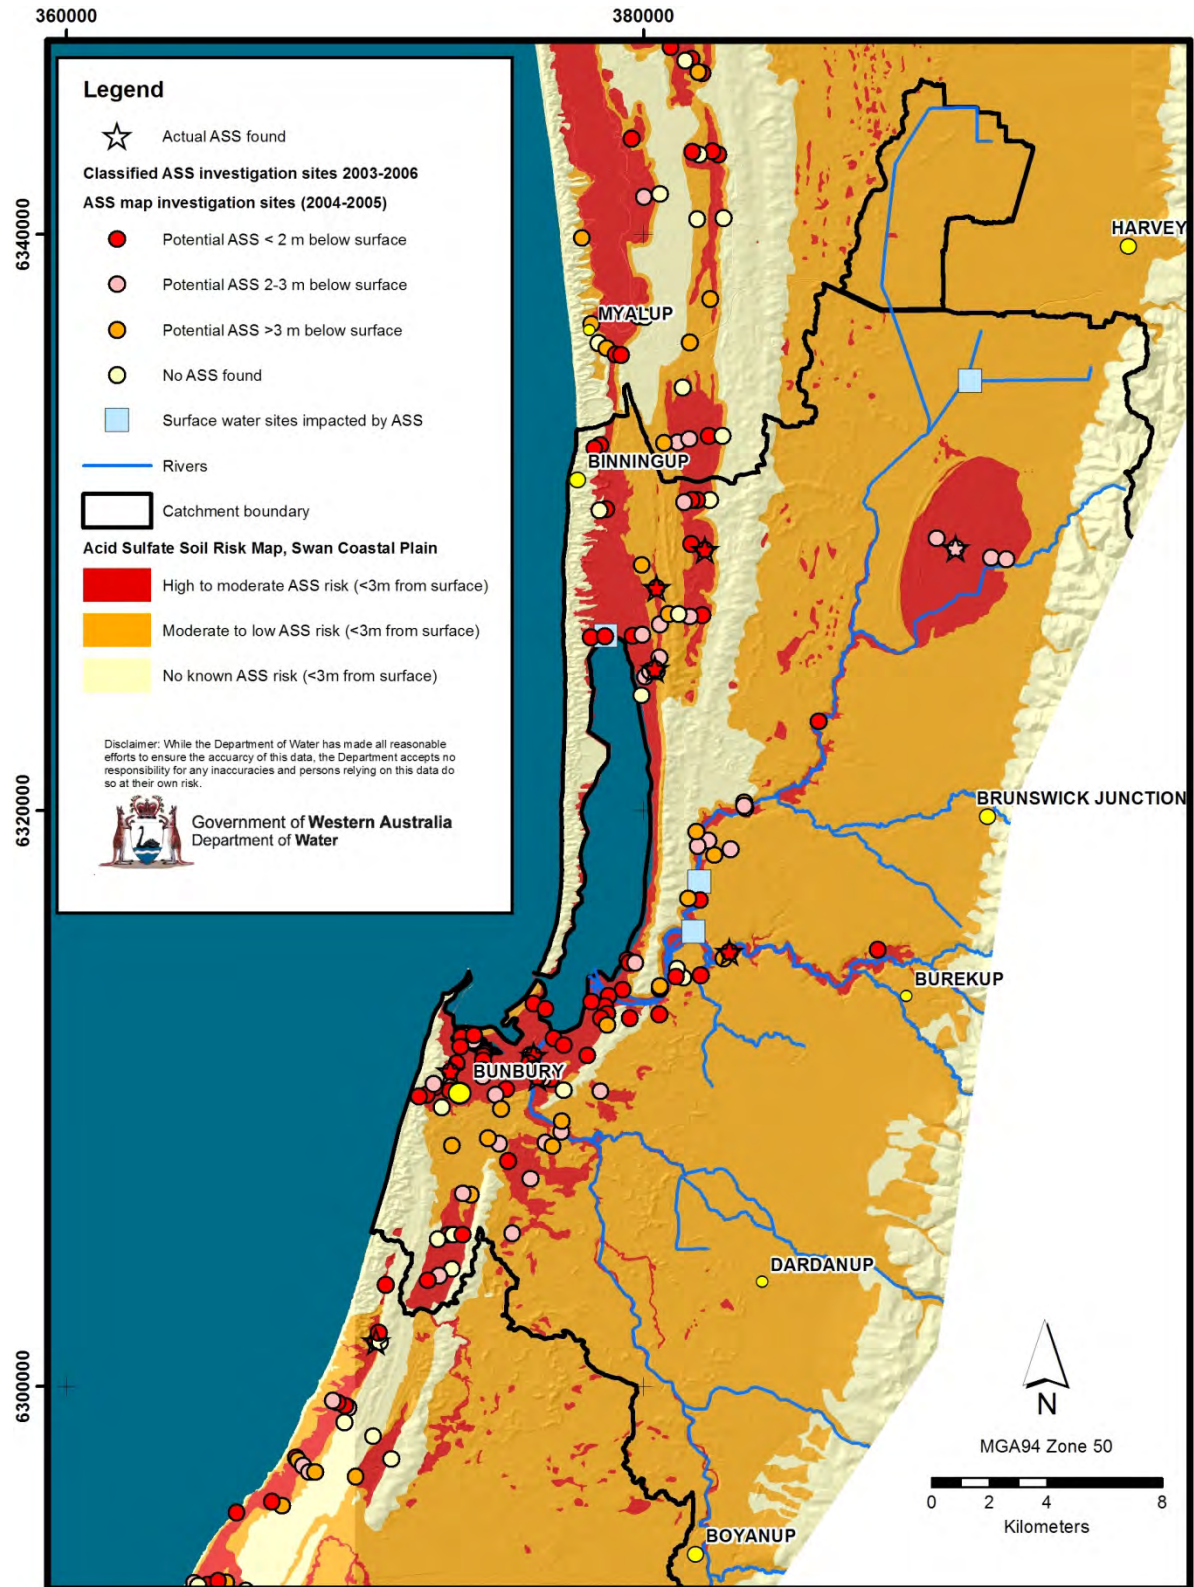 360000
380000
Legend
Actual ASS found
Classified ASS investigation sites 2003-2006
ASS map investigation sites (2004-2005)
Potential ASS < 2 m below surface
Potential ASS 2-3 m below surface
Potential ASS >3 m below surface
No ASS found
Surface water sites impacted by ASS
Rivers
Catchment boundary
Acid Sulfate Soil Risk Map, Swan Coastal Plain
High to moderate ASS risk (<3m from surface)
Moderate to low ASS risk (<3m from surface)
No known ASS risk (<3m from surface)
Disclaimer: While the Department of Water has made all reasonable
efforts to ensure the accuarcy of this data, the Department accepts no
responsibility for any inaccuracies and persons relying on this data do
so at their own risk.
Government of Western Australia
Department of Water
6340000
6320000
6300000
HARVEY
MYALUP
BINNINGUP
BRUNSWICK JUNCTION
BUREKUP
BUNBURY
DARDANUP
BOYANUP
N
MGA94 Zone 50
0 2 4 8
Kilometers